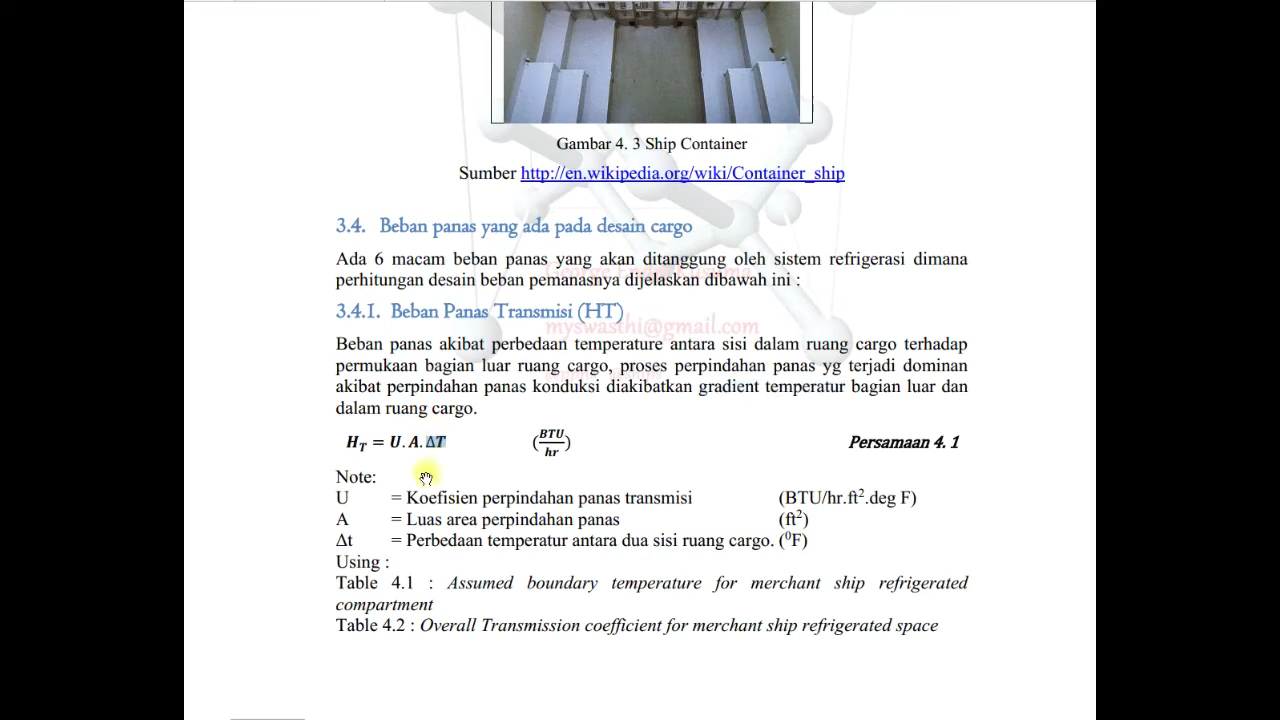 Gambar 4. 3 Ship Container
Sumber http://en.wikipedia.org/wiki/Container_ship
3.4. Beban panas yang ada pada desain cargo
Ada 6 macam beban panas yang akan ditanggung oleh sistem refrigerasi dimana
perhitungan desain beban pemanasnya dijelaskan dibawah ini :
3.4.1. Beban Panas Transmisi (HT)
myswasthi@gmail.com
Beban panas akibat perbedaan temperature antara sisi dalam ruang cargo terhadap
permukaan bagian luar ruang cargo, proses perpindahan panas yg terjadi dominan
akibat perpindahan panas konduksi diakibatkan gradient temperatur bagian luar dan
dalam ruang cargo.
H_T = U. A. ΔT (BTU/hr) Persamaan 4. 1
Note:
U = Koefisien perpindahan panas transmisi (BTU/hr.ft².deg F)
A = Luas area perpindahan panas (ft²)
Δt = Perbedaan temperatur antara dua sisi ruang cargo. (⁰F)
Using :
Table 4.1 : Assumed boundary temperature for merchant ship refrigerated
compartment
Table 4.2 : Overall Transmission coefficient for merchant ship refrigerated space